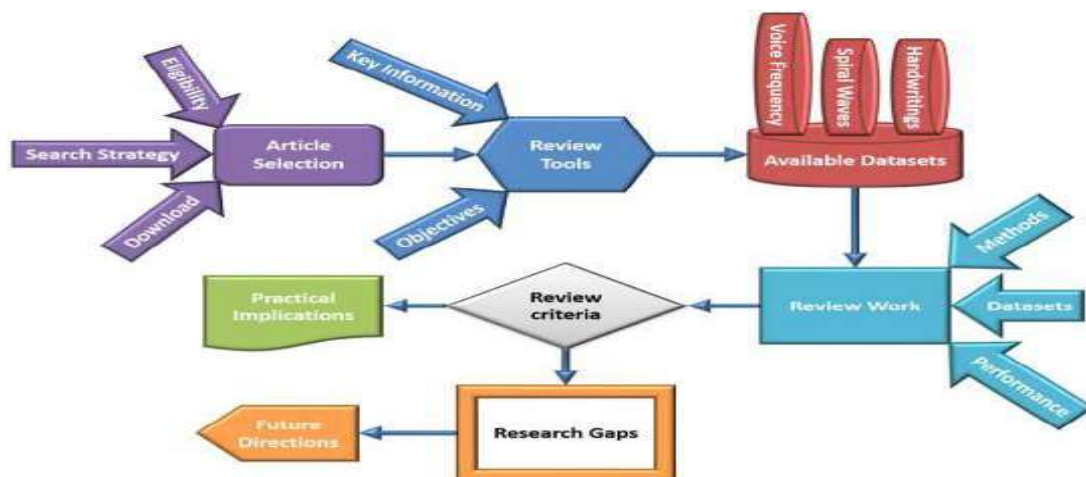 Eligibility
Search Strategy
Download
Article
Selection
Key Information
Objectives
Review
Tools
Voice Frequency
Spiral Waves
Handwritings
Available Datasets
Methods
Datasets
Performance
Review Work
Review
criteria
Practical
Implications
Research Gaps
Future
Directions